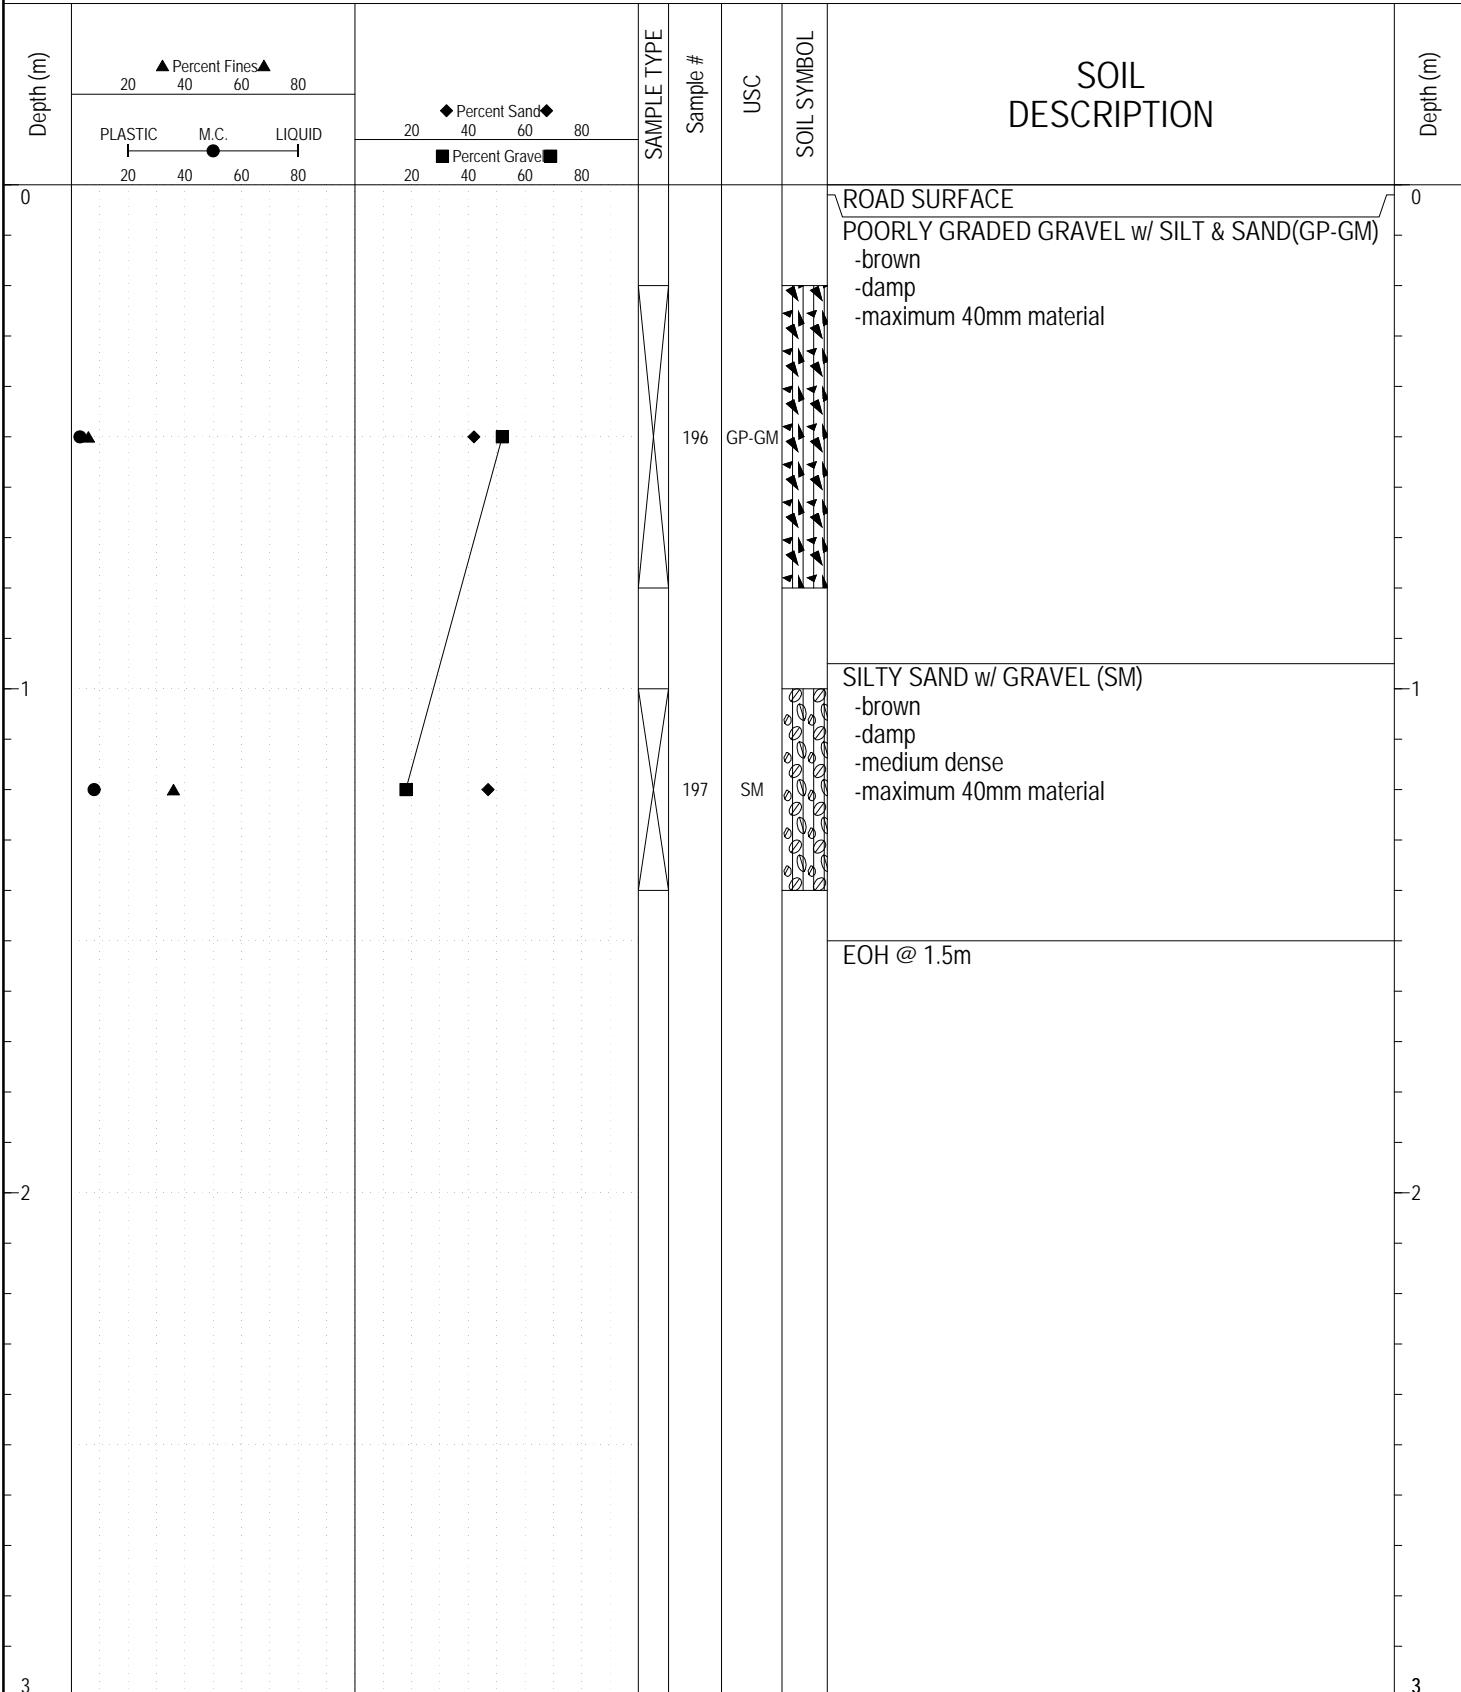 Depth (m)
▲ Percent Fines ▲
20 40 60 80
PLASTIC M.C. LIQUID
20 40 60 80
◆ Percent Sand ◆
20 40 60 80
■ Percent Gravel ■
20 40 60 80
SAMPLE TYPE
Sample #
USC
SOIL SYMBOL
SOIL
DESCRIPTION
Depth (m)
0
ROAD SURFACE
0
POORLY GRADED GRAVEL w/ SILT & SAND(GP-GM)
-brown
-damp
-maximum 40mm material
196 GP-GM
SILTY SAND w/ GRAVEL (SM)
1
1
-brown
-damp
-medium dense
-maximum 40mm material
197 SM
EOH @ 1.5m
2
2
3
3